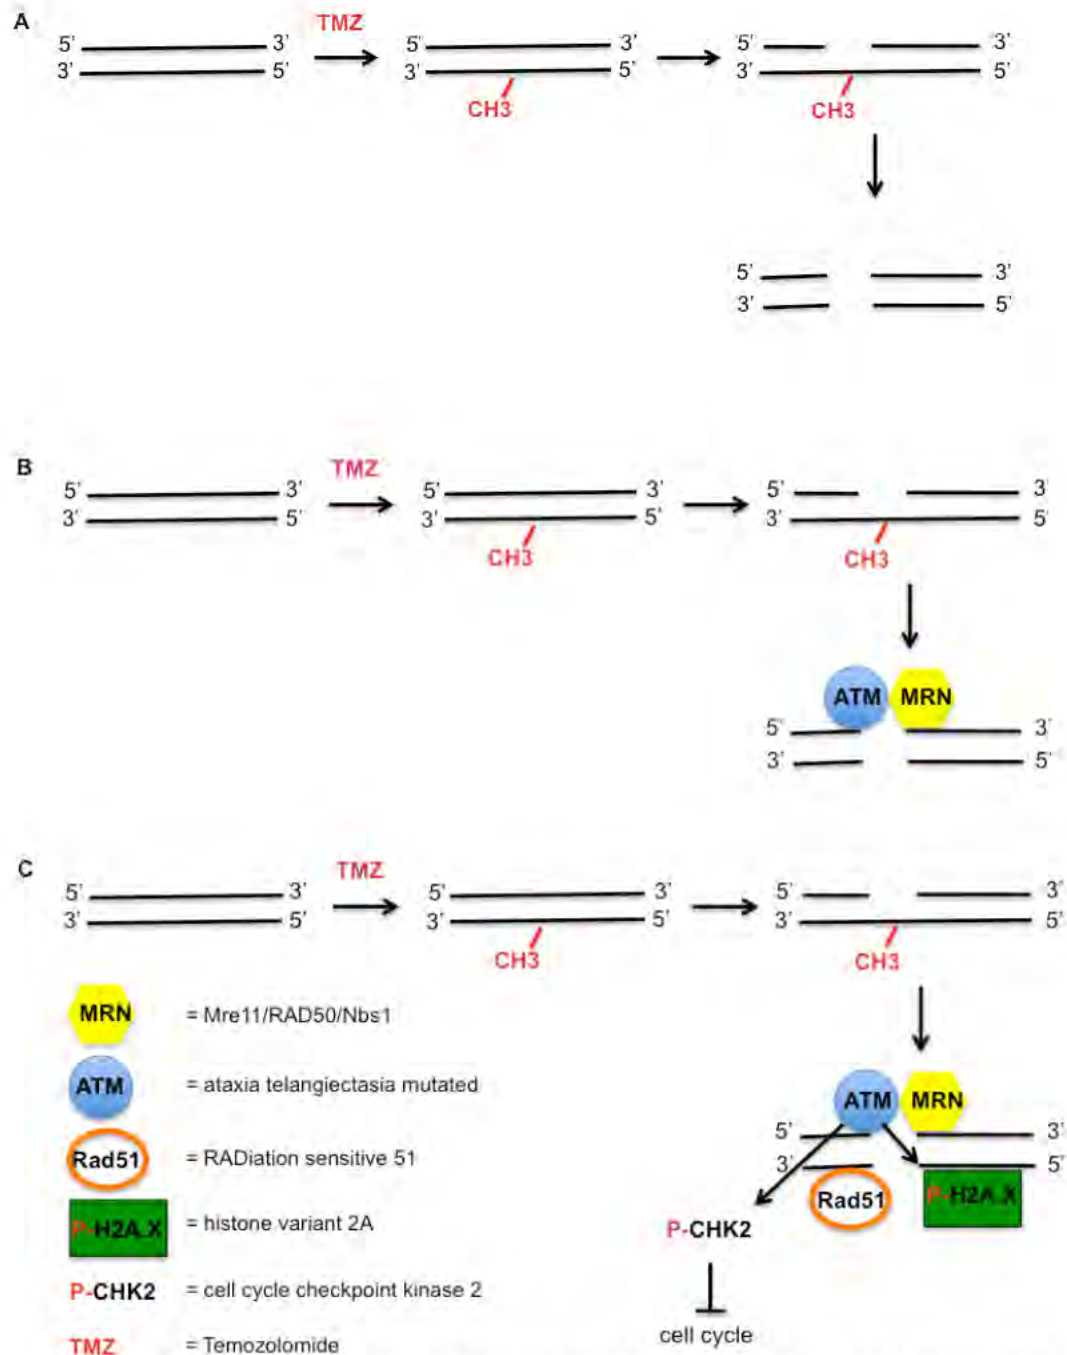 A
TMZ
5' 3' 5' 3' 5' 3'
3' 5' 3' 5' 3' 5'
CH3 CH3
5' 3'
3' 5'
B
TMZ
5' 3' 5' 3' 5' 3'
3' 5' 3' 5' 3' 5'
CH3 CH3
ATM MRN
5' 3'
3' 5'
C
TMZ
5' 3' 5' 3' 5' 3'
3' 5' 3' 5' 3' 5'
CH3 CH3
MRN = Mre11/RAD50/Nbs1
ATM = ataxia telangiectasia mutated
Rad51 = RADiation sensitive 51
P-H2A.X = histone variant 2A
P-CHK2 = cell cycle checkpoint kinase 2
TMZ = Temozolomide
ATM MRN
5' 3'
3' 5'
Rad51 P-H2A.X
P-CHK2
cell cycle